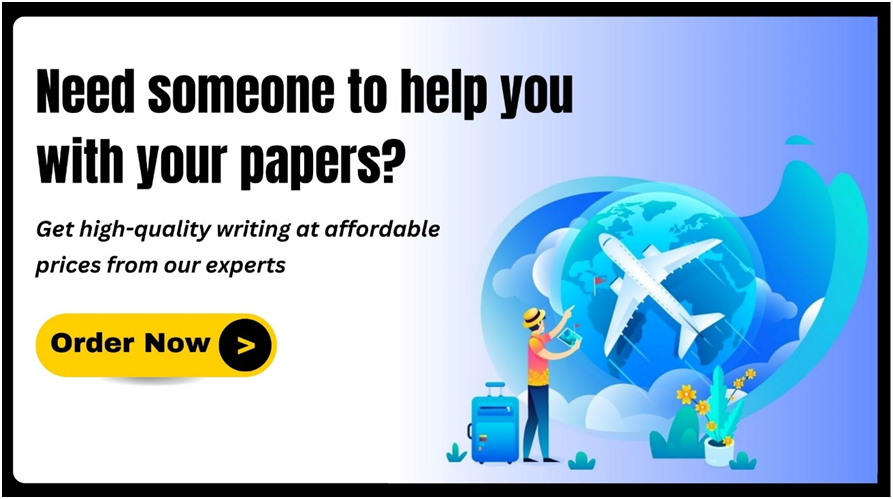 Need someone to help you
with your papers?
Get high-quality writing at affordable
prices from our experts
Order Now >